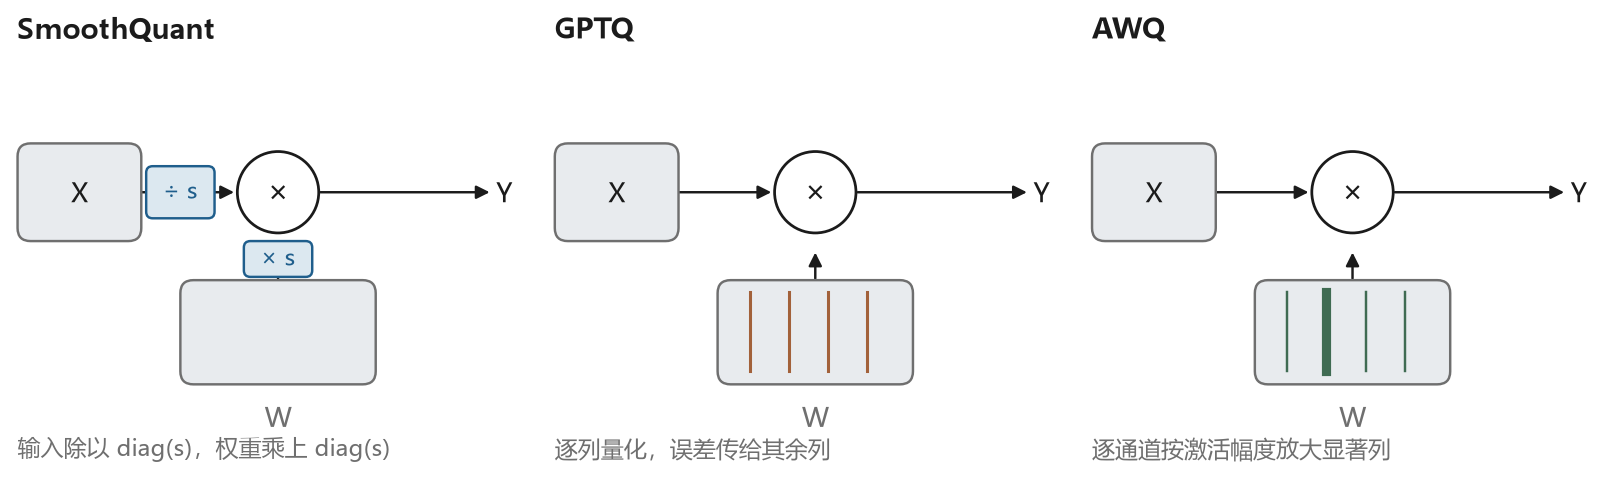 SmoothQuant
X
÷ s
×
Y
× s
W
输入除以 diag(s)，权重乘上 diag(s)
GPTQ
X
×
Y
W
逐列量化，误差传给其余列
AWQ
X
×
Y
W
逐通道按激活幅度放大显著列